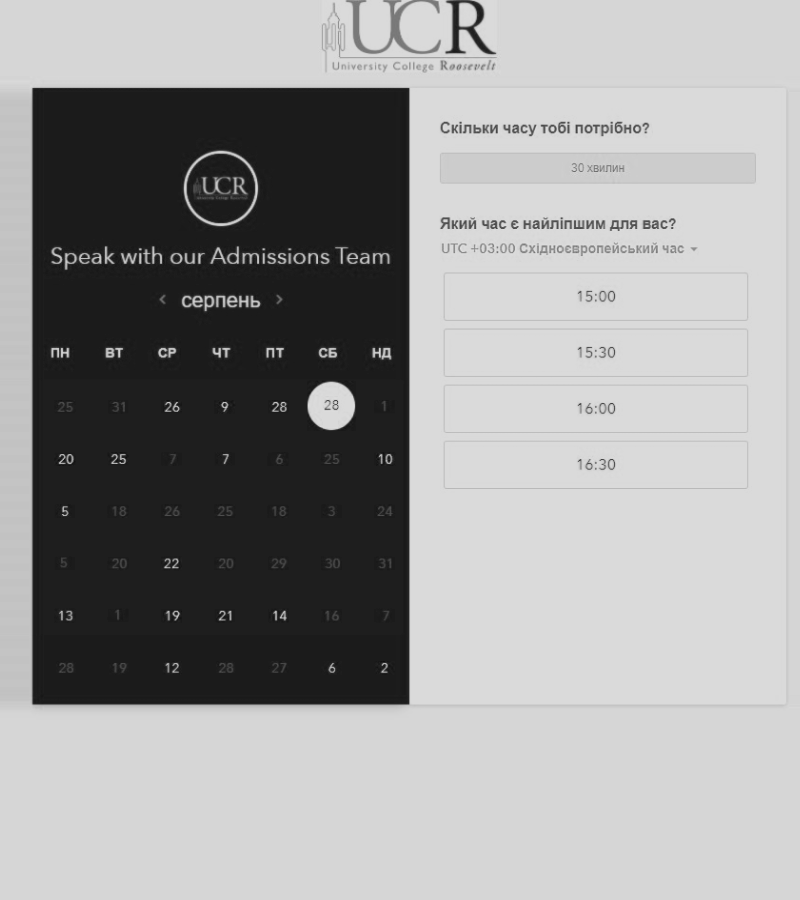 UCR
University College Roosevelt
UCR
Speak with our Admissions Team
серпень
ПН ВТ СР ЧТ ПТ СБ НД
25 31 26 9 28 28 1
20 25 7 7 6 25 10
5 18 26 25 18 3 24
5 20 22 20 29 30 31
13 1 19 21 14 16 7
28 19 12 28 27 6 2
Скільки часу тобі потрібно?
30 хвилин
Який час є найліпшим для вас?
UTC +03:00 Східноєвропейський час
15:00
15:30
16:00
16:30